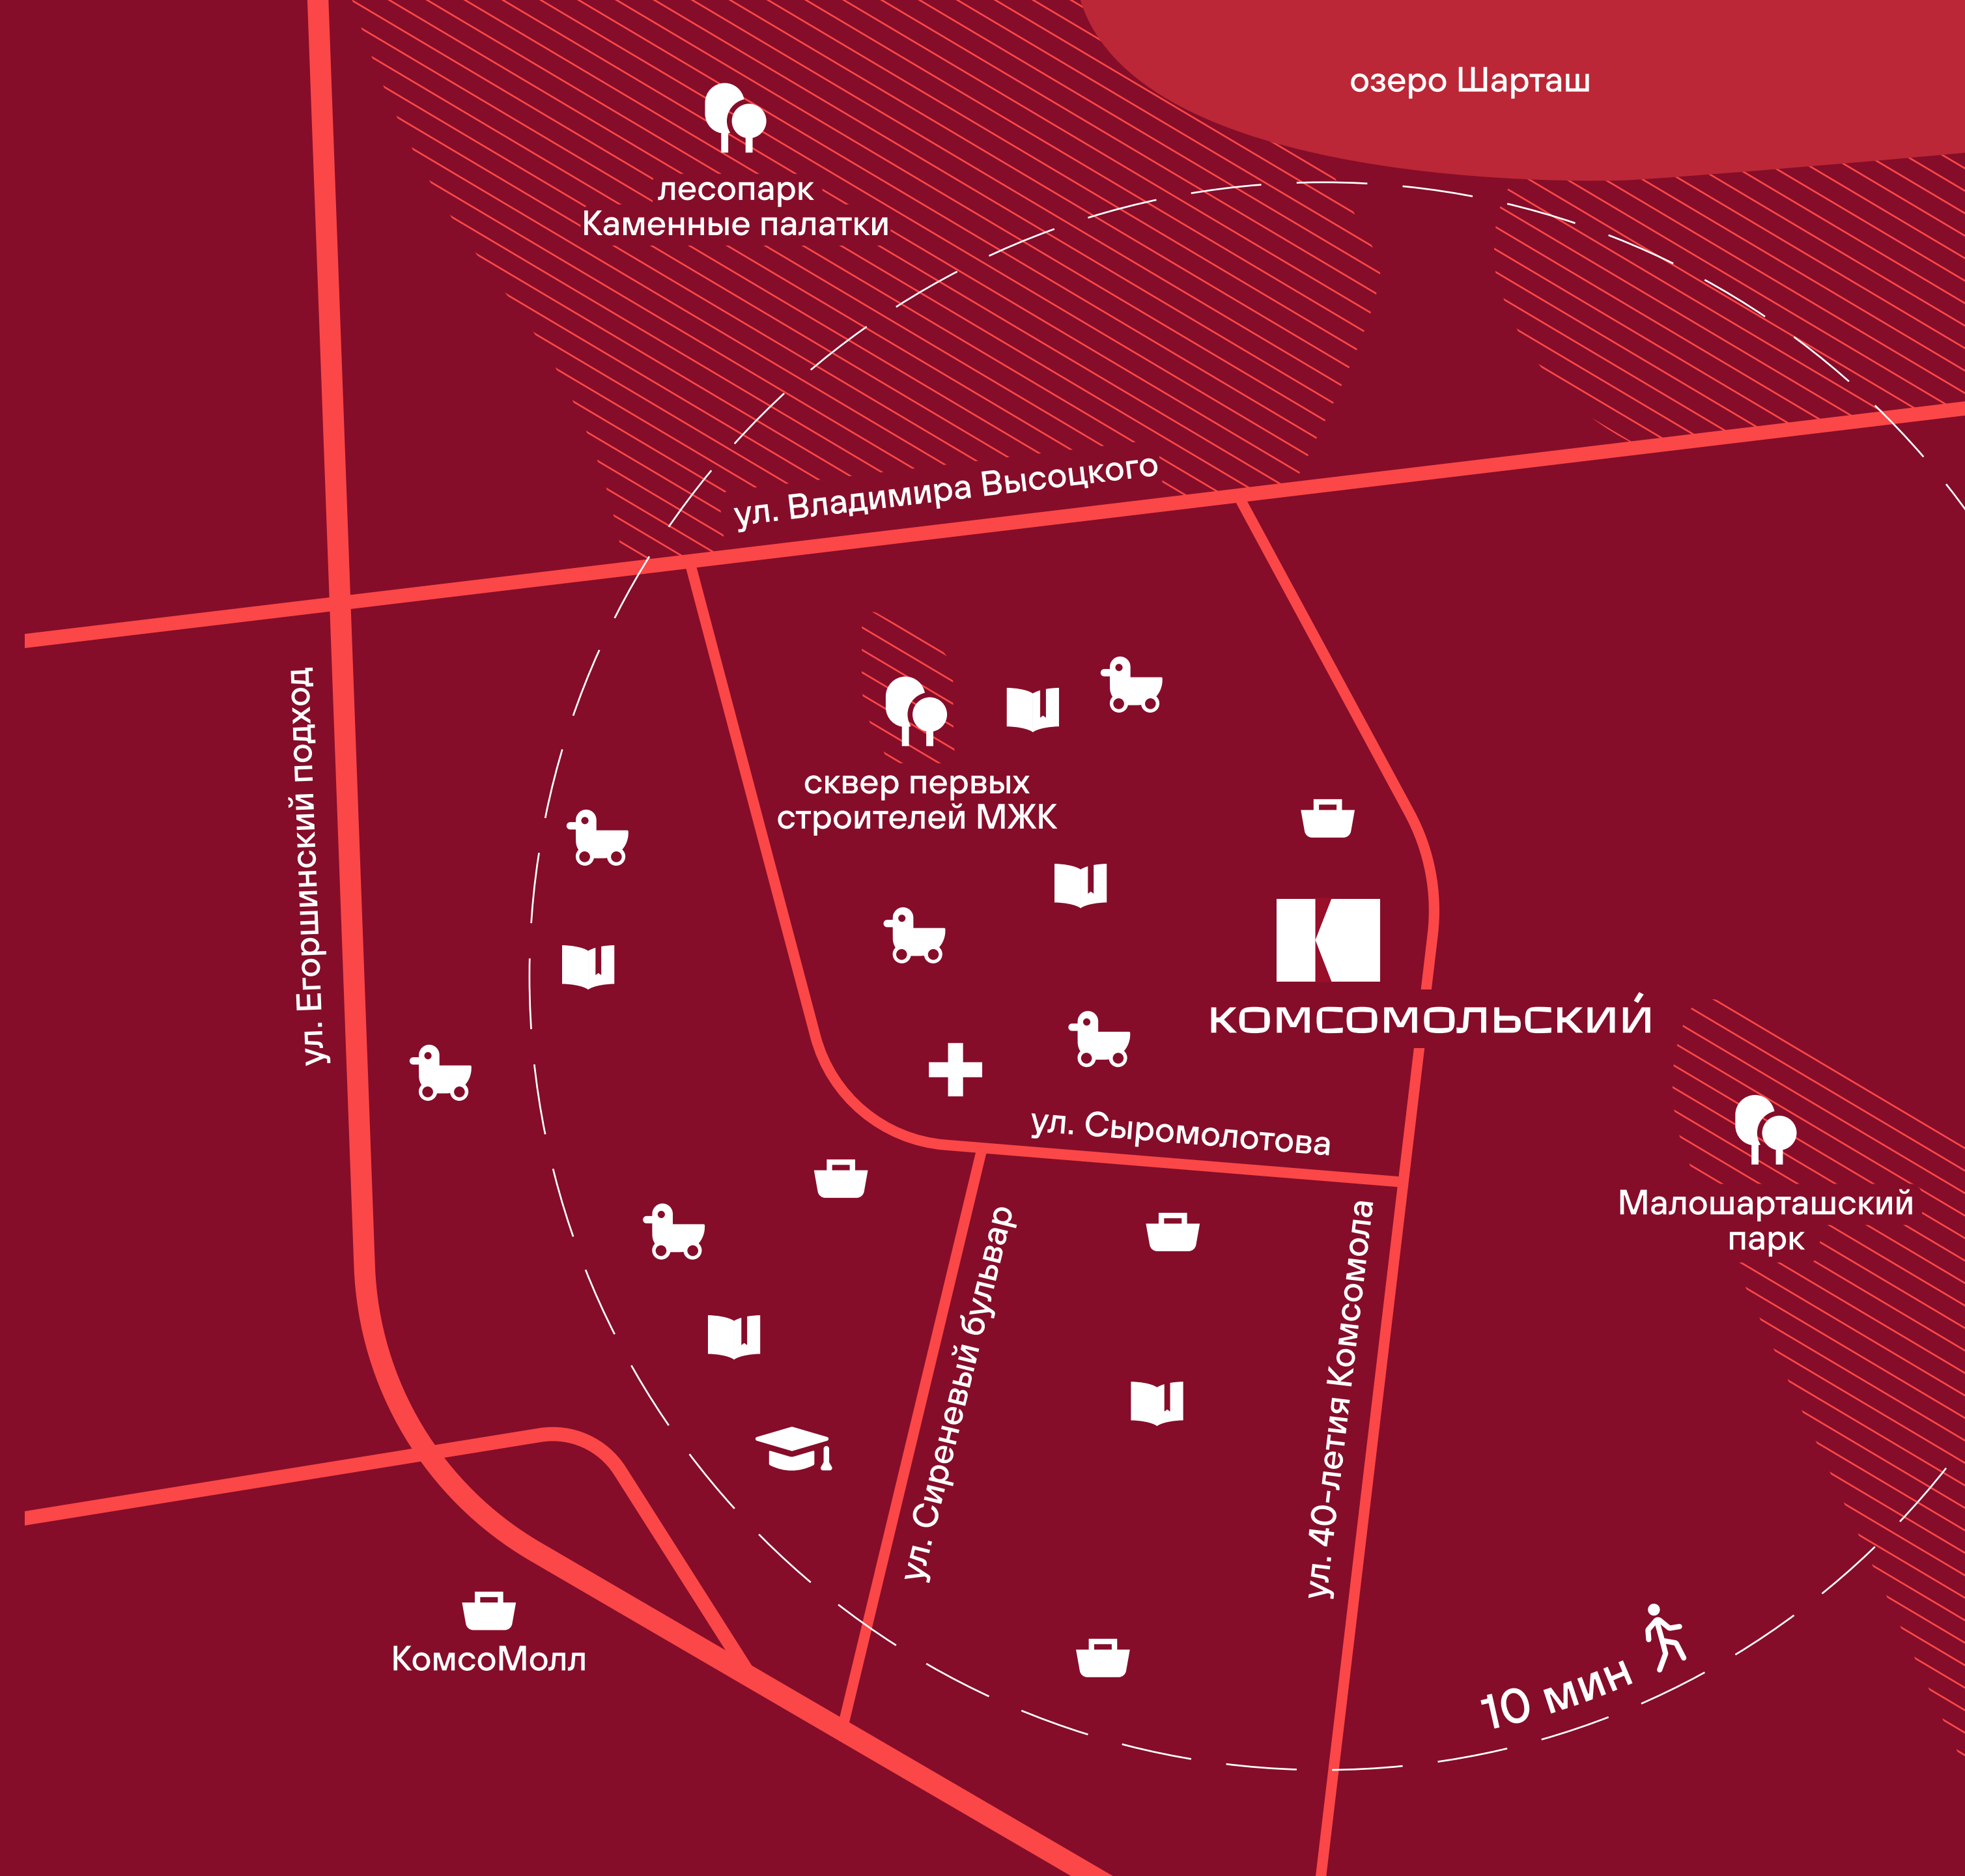 озеро Шарташ
лесопарк
Каменные палатки
ул. Владимира Высоцкого
ул. Егоршинский подход
сквер первых
строителей МЖК
КОМСОМОЛЬСКИЙ
ул. Сыромолотова
Малошарташский
парк
ул. Сиреневый бульвар
ул. 40-летия Комсомола
КомсоМолл
10 мин